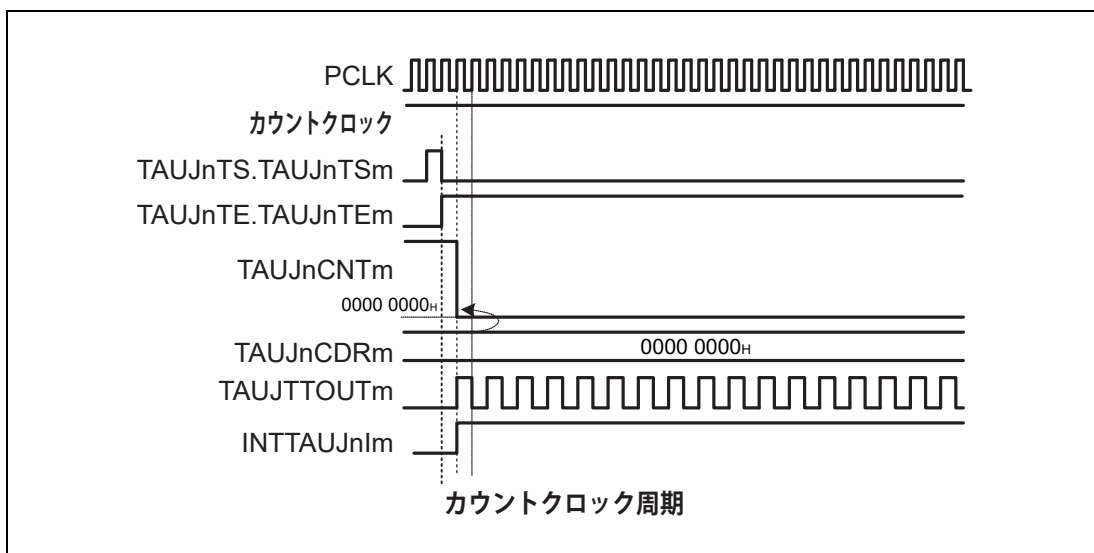 PCLK
カウントクロック
TAUJnTS.TAUJnTSm
TAUJnTE.TAUJnTEm
TAUJnCNTm
0000 0000H
TAUJnCDRm
0000 0000H
TAUJTTOUTm
INTTAUJnIm
カウントクロック周期